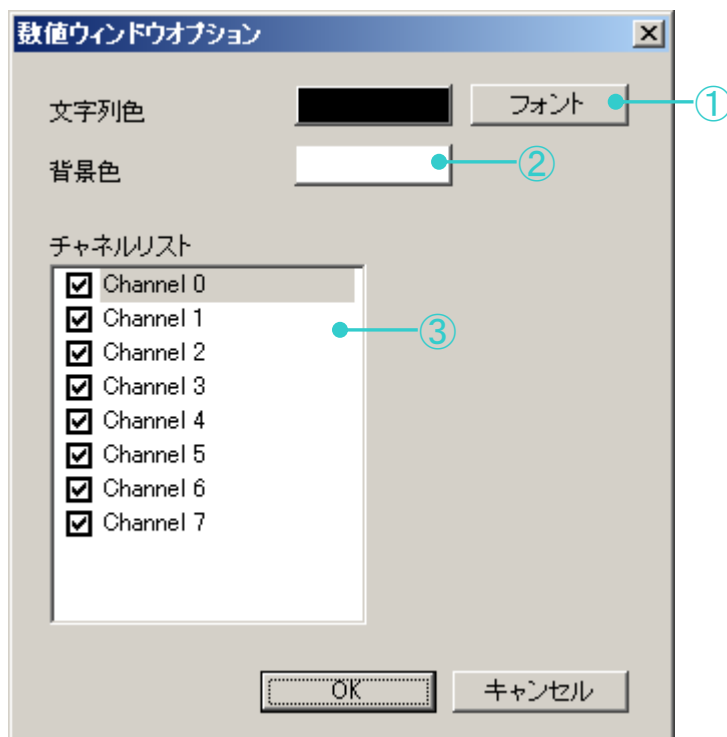 数値ウィンドウオプション
文字列色 フォント ①
背景色 ②
チャネルリスト
Channel 0
Channel 1 ③
Channel 2
Channel 3
Channel 4
Channel 5
Channel 6
Channel 7
OK キャンセル